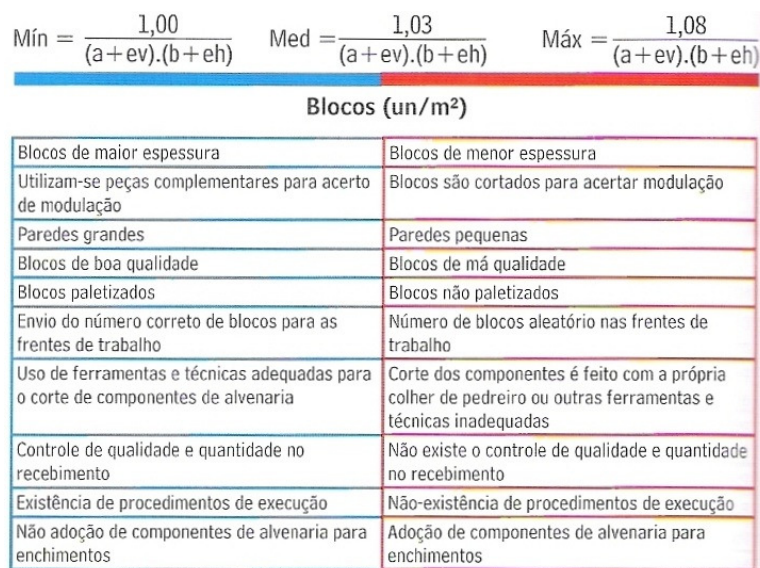 Mín = 1,00 / (a+ev).(b+eh) Med = 1,03 / (a+ev).(b+eh) Máx = 1,08 / (a+ev).(b+eh)
Blocos (un/m²)
Blocos de maior espessura
Blocos de menor espessura
Utilizam-se peças complementares para acerto
de modulação
Blocos são cortados para acertar modulação
Paredes grandes
Paredes pequenas
Blocos de boa qualidade
Blocos de má qualidade
Blocos paletizados
Blocos não paletizados
Envio do número correto de blocos para as
frentes de trabalho
Número de blocos aleatório nas frentes de
trabalho
Uso de ferramentas e técnicas adequadas para
o corte de componentes de alvenaria
Corte dos componentes é feito com a própria
colher de pedreiro ou outras ferramentas e
técnicas inadequadas
Controle de qualidade e quantidade no
recebimento
Não existe o controle de qualidade e quantidade
no recebimento
Existência de procedimentos de execução
Não-existência de procedimentos de execução
Não adoção de componentes de alvenaria para
enchimentos
Adoção de componentes de alvenaria para
enchimentos